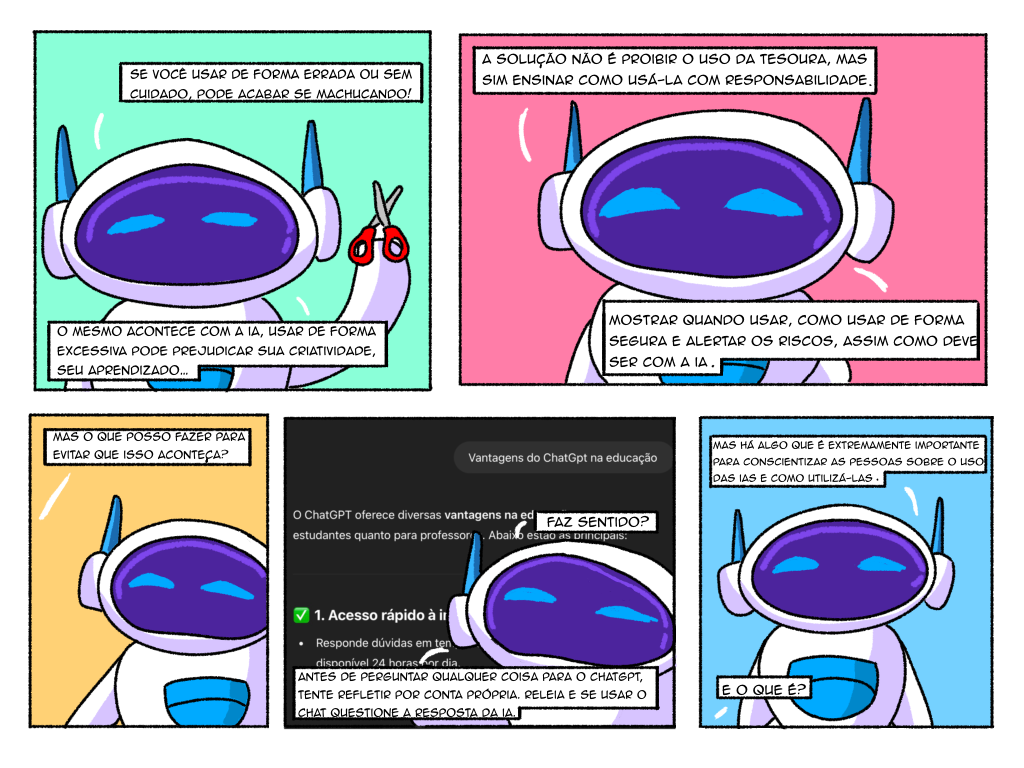 SE VOCÊ USAR DE FORMA ERRADA OU SEM
CUIDADO, PODE ACABAR SE MACHUCANDO!
O MESMO ACONTECE COM A IA, USAR DE FORMA
EXCESSIVA PODE PREJUDICAR SUA CRIATIVIDADE,
SEU APRENDIZADO...
A SOLUÇÃO NÃO É PROIBIR O USO DA TESOURA, MAS
SIM ENSINAR COMO USÁ-LA COM RESPONSABILIDADE.
MOSTRAR QUANDO USAR, COMO USAR DE FORMA
SEGURA E ALERTAR OS RISCOS, ASSIM COMO DEVE
SER COM A IA.
MAS O QUE POSSO FAZER PARA
EVITAR QUE ISSO ACONTEÇA?
Vantagens do ChatGpt na educação
O ChatGPT oferece diversas vantagens na
FAZ SENTIDO?
estudantes quanto para Abaixo estão as principais:
✅ 1. Acesso rápido à
• Responde dúvidas em
disponível 24 horas por dia.
ANTES DE PERGUNTAR QUALQUER COISA PARA O CHATGPT,
TENTE REFLETIR POR CONTA PRÓPRIA. RELEIA E SE USAR O
CHAT QUESTIONE A RESPOSTA DA IA.
MAS HÁ ALGO QUE É EXTREMAMENTE IMPORTANTE
PARA CONSCIENTIZAR AS PESSOAS SOBRE O USO
DAS IAS E COMO UTILIZÁ-LAS.
E O QUE É?